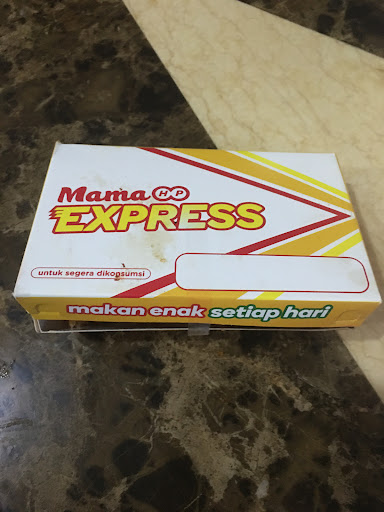 Mama HP
EXPRESS
untuk segera dikonsumsi
makan enak setiap hari